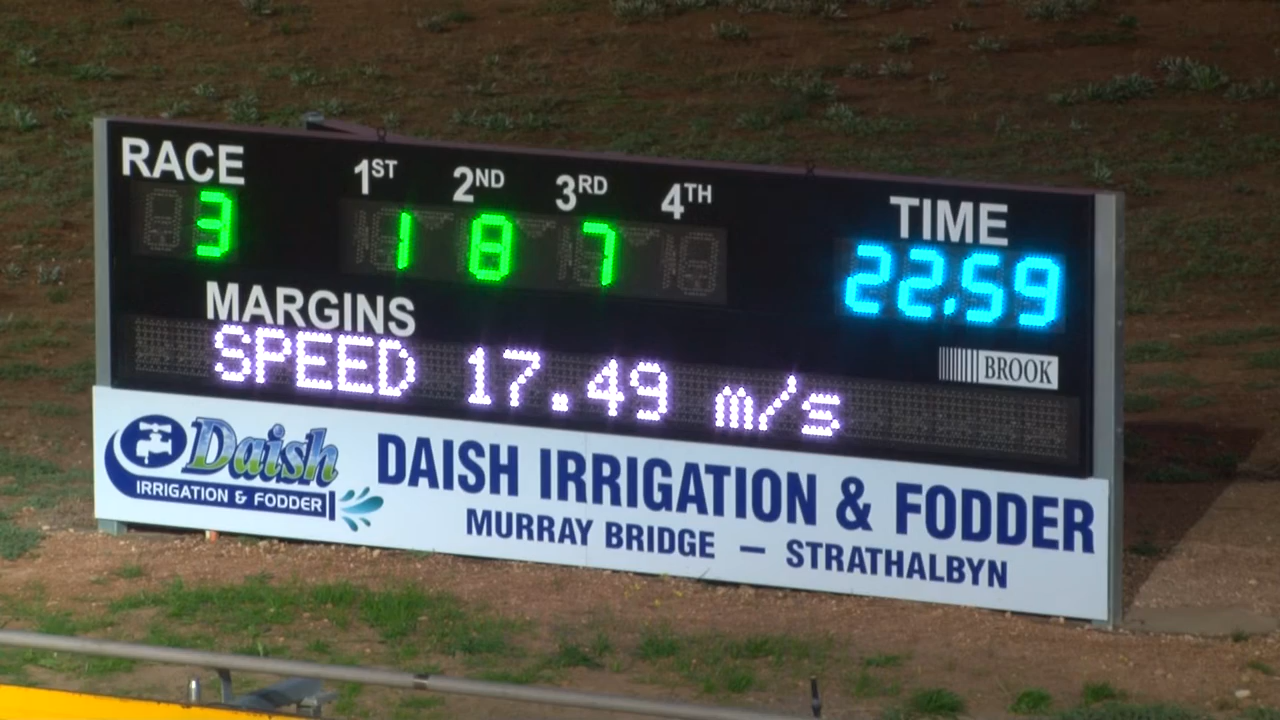 RACE 1ST 2ND 3RD 4TH TIME
3 1 8 7 22.59
MARGINS
SPEED 17.49 m/s
BROOK
Daish
IRRIGATION & FODDER
DAISH IRRIGATION & FODDER
MURRAY BRIDGE — STRATHALBYN